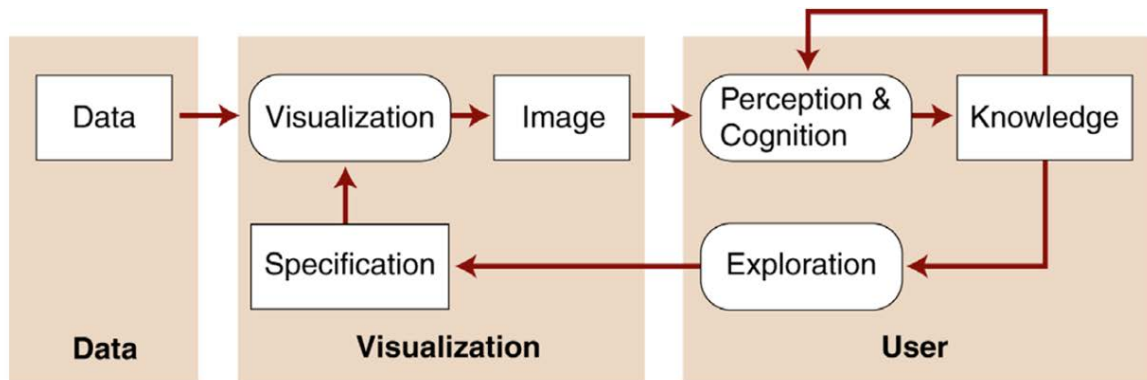 Data
Visualization
Image
Perception &
Cognition
Knowledge
Specification
Exploration
Data
Visualization
User